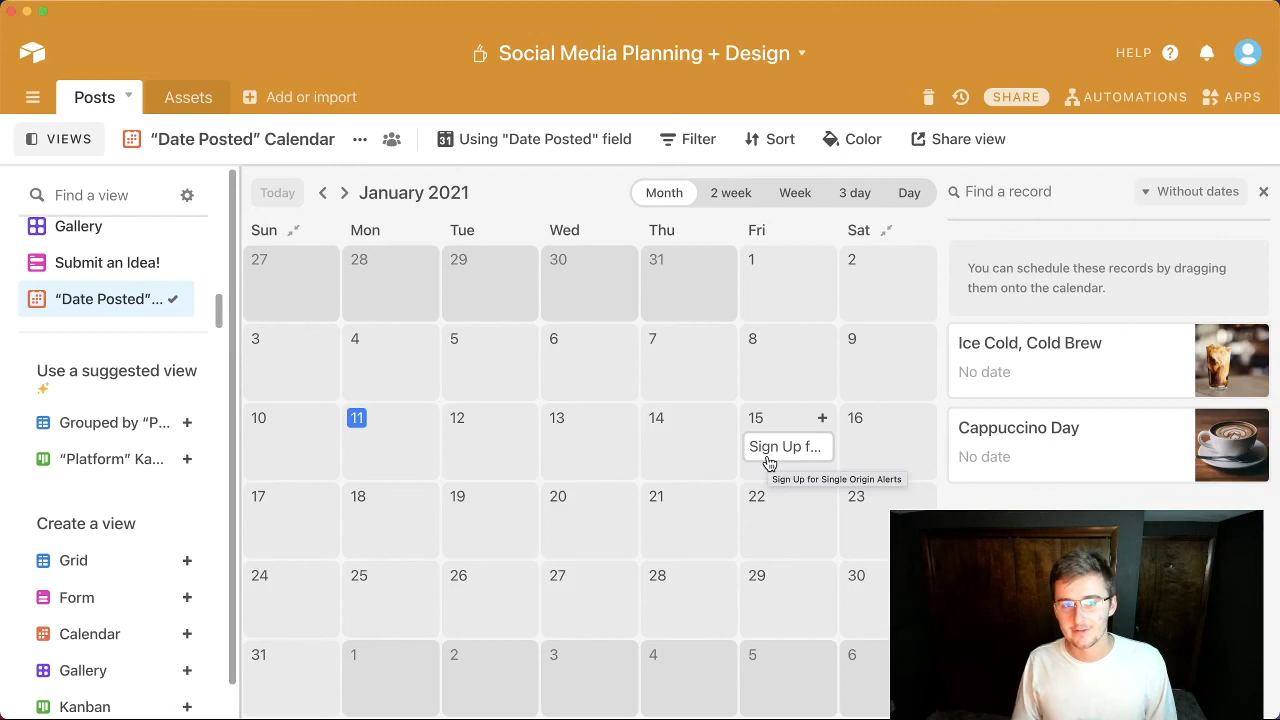 Social Media Planning + Design
HELP
Posts
Assets
Add or import
SHARE
AUTOMATIONS
APPS
VIEWS
“Date Posted” Calendar
Using "Date Posted" field
Filter
Sort
Color
Share view
Find a view
Gallery
Submit an Idea!
“Date Posted”...
Use a suggested view
Grouped by “P...
“Platform” Ka...
Create a view
Grid
Form
Calendar
Gallery
Kanban
Today
January 2021
Month
2 week
Week
3 day
Day
Sun Mon Tue Wed Thu Fri Sat
27 28 29 30 31 1 2
3 4 5 6 7 8 9
10 11 12 13 14 15 16
Sign Up f...
Sign Up for Single Origin Alerts
17 18 19 20 21 22 23
24 25 26 27 28 29 30
31 1 2 3 4 5 6
Find a record
Without dates
You can schedule these records by dragging
them onto the calendar.
Ice Cold, Cold Brew
No date
Cappuccino Day
No date